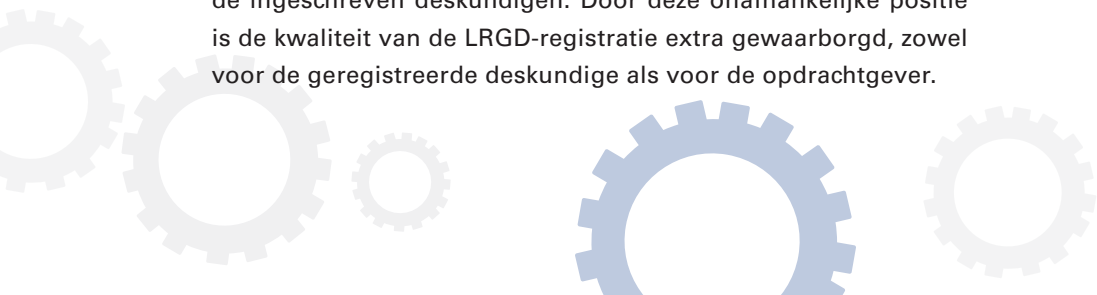 de ingeschreven deskundigen. Door deze onafhankelijke positie
is de kwaliteit van de LRGD-registratie extra gewaarborgd, zowel
voor de geregistreerde deskundige als voor de opdrachtgever.